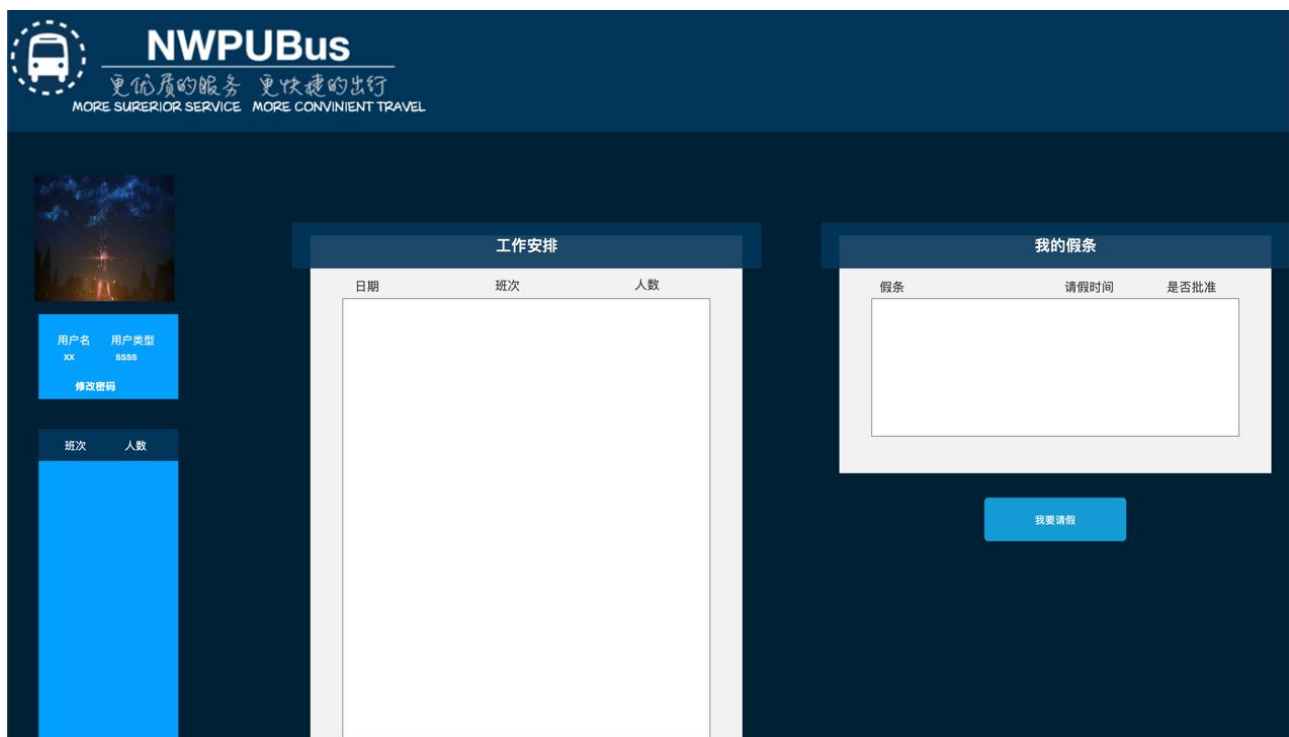 NWPUBus
更优质的服务 更快捷的出行
MORE SURERIOR SERVICE MORE CONVINIENT TRAVEL
用户名 用户类型
xx ssss
修改密码
班次 人数
工作安排
日期 班次 人数
我的假条
假条 请假时间 是否批准
我要请假